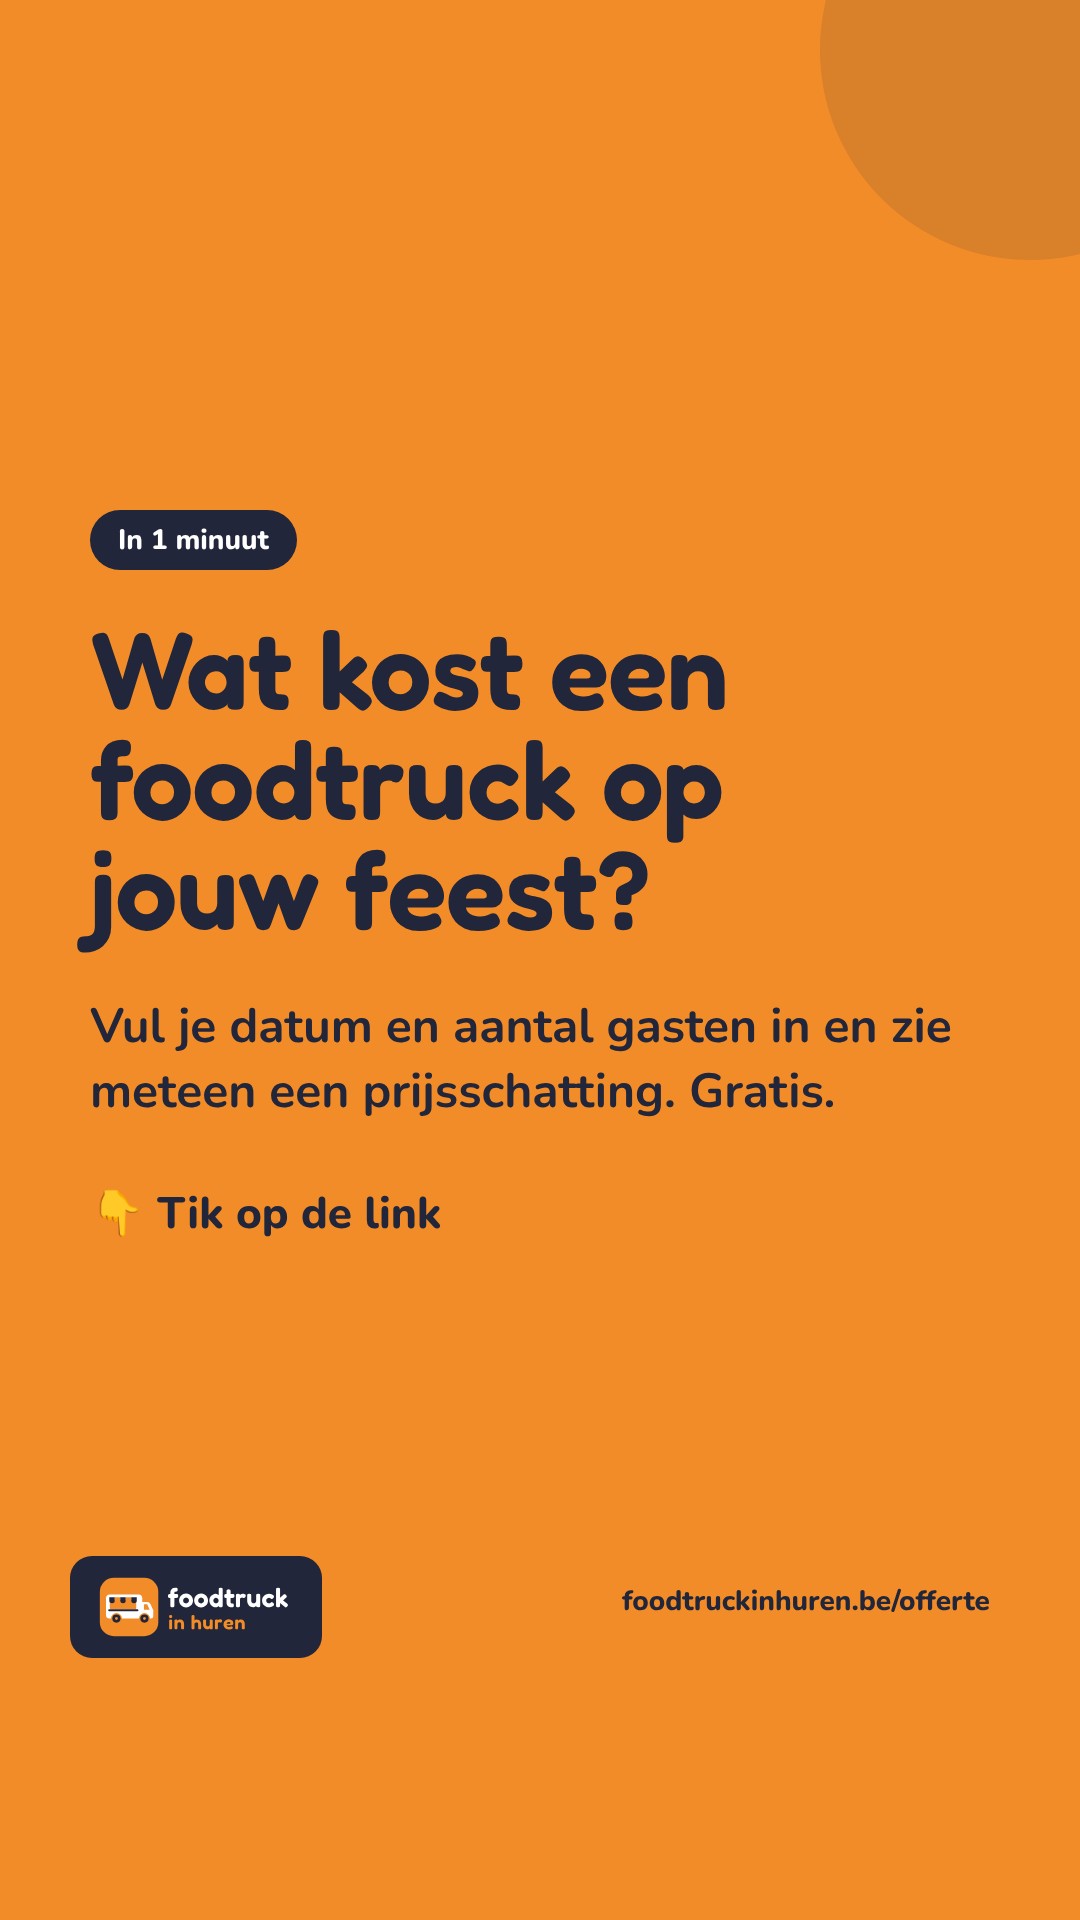 In 1 minuut
Wat kost een
foodtruck op
jouw feest?
Vul je datum en aantal gasten in en zie
meteen een prijsschatting. Gratis.
👇 Tik op de link
foodtruck
in huren
foodtruckinhuren.be/offerte